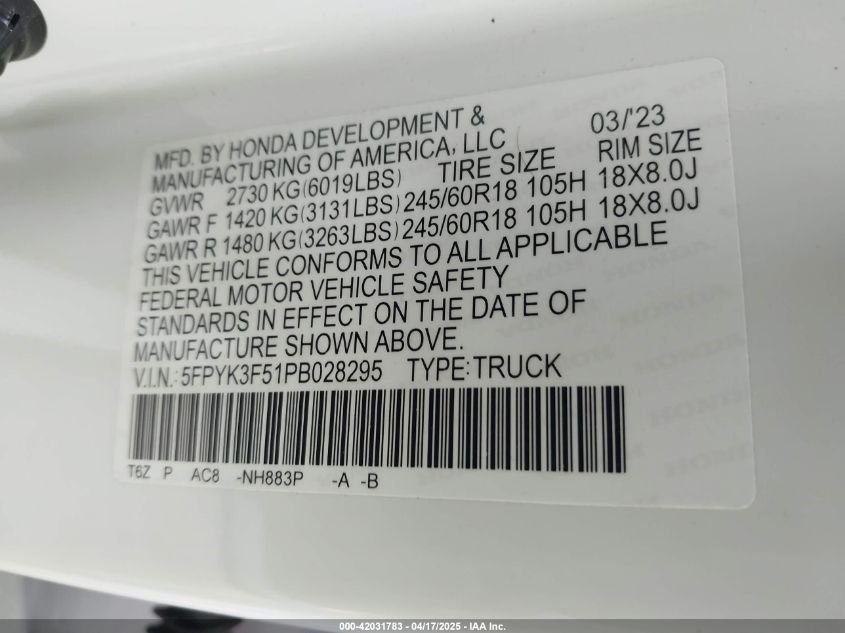 MFD. BY HONDA DEVELOPMENT & 03/'23
MANUFACTURING OF AMERICA, LLC
GVWR 2730 KG(6019LBS) TIRE SIZE RIM SIZE
GAWR F 1420 KG(3131LBS) 245/60R18 105H 18X8.0J
GAWR R 1480 KG(3263LBS) 245/60R18 105H 18X8.0J
THIS VEHICLE CONFORMS TO ALL APPLICABLE
FEDERAL MOTOR VEHICLE SAFETY
STANDARDS IN EFFECT ON THE DATE OF
MANUFACTURE SHOWN ABOVE.
V.I.N.: 5FPYK3F51PB028295 TYPE: TRUCK
T6Z P AC8 -NH883P -A -B
000-42031783 - 04/17/2025 - IAA Inc.